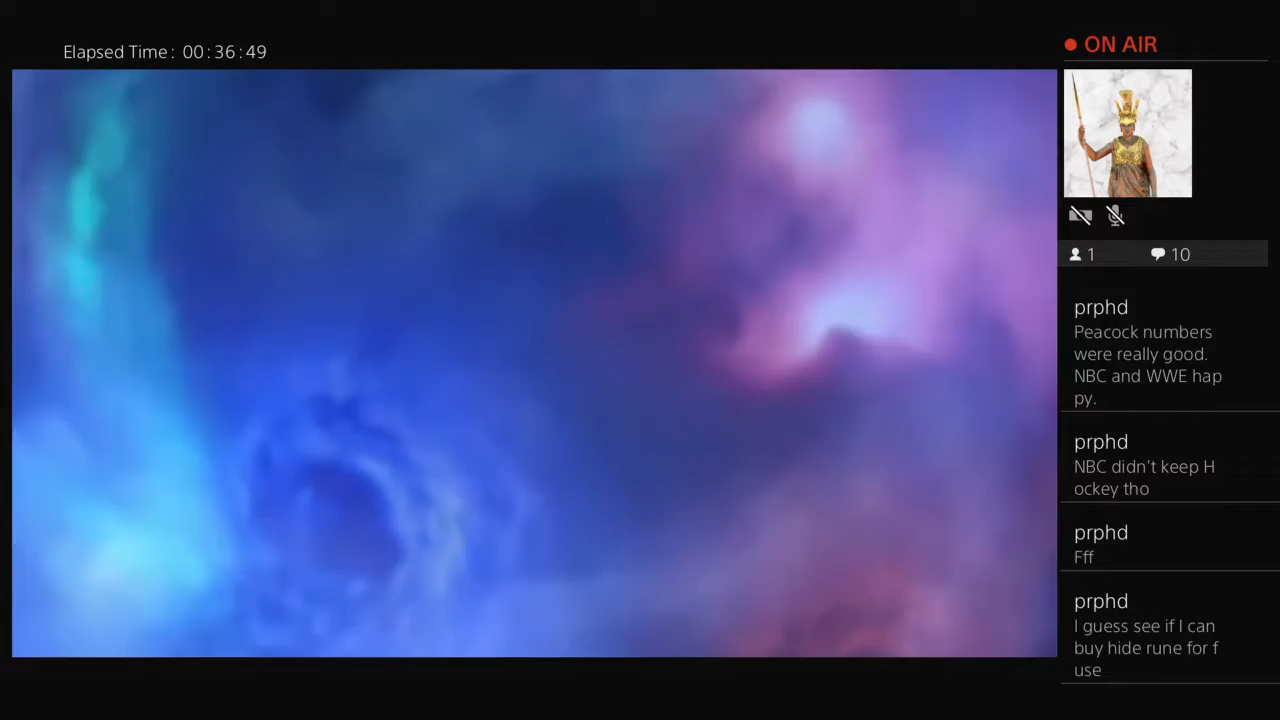 Elapsed Time: 00:36:49
ON AIR
1
10
prphd
Peacock numbers
were really good.
NBC and WWE hap
py.
prphd
NBC didn't keep H
ockey tho
prphd
Fff
prphd
I guess see if I can
buy hide rune for f
use